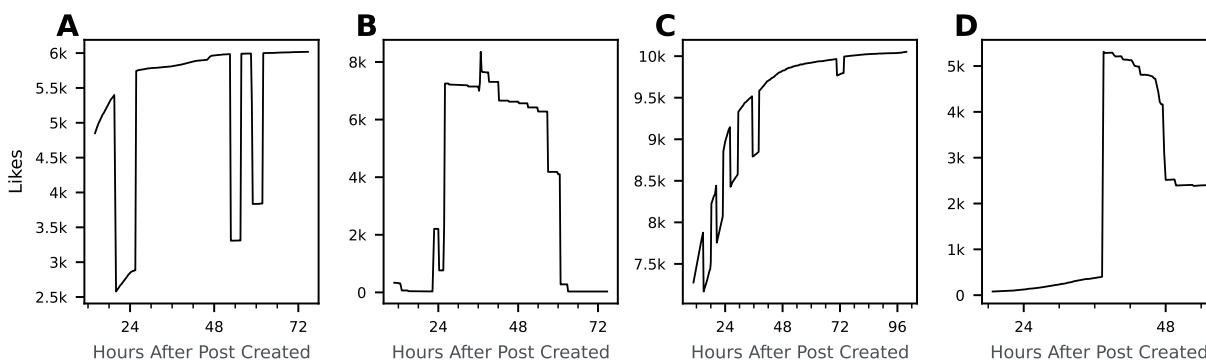 A B C D
Likes
6k
5.5k
5k
4.5k
4k
3.5k
3k
2.5k
24 48 72
Hours After Post Created
8k
6k
4k
2k
0
24 48 72
Hours After Post Created
10k
9.5k
9k
8.5k
8k
7.5k
24 48 72 96
Hours After Post Created
5k
4k
3k
2k
1k
0
24 48
Hours After Post Created